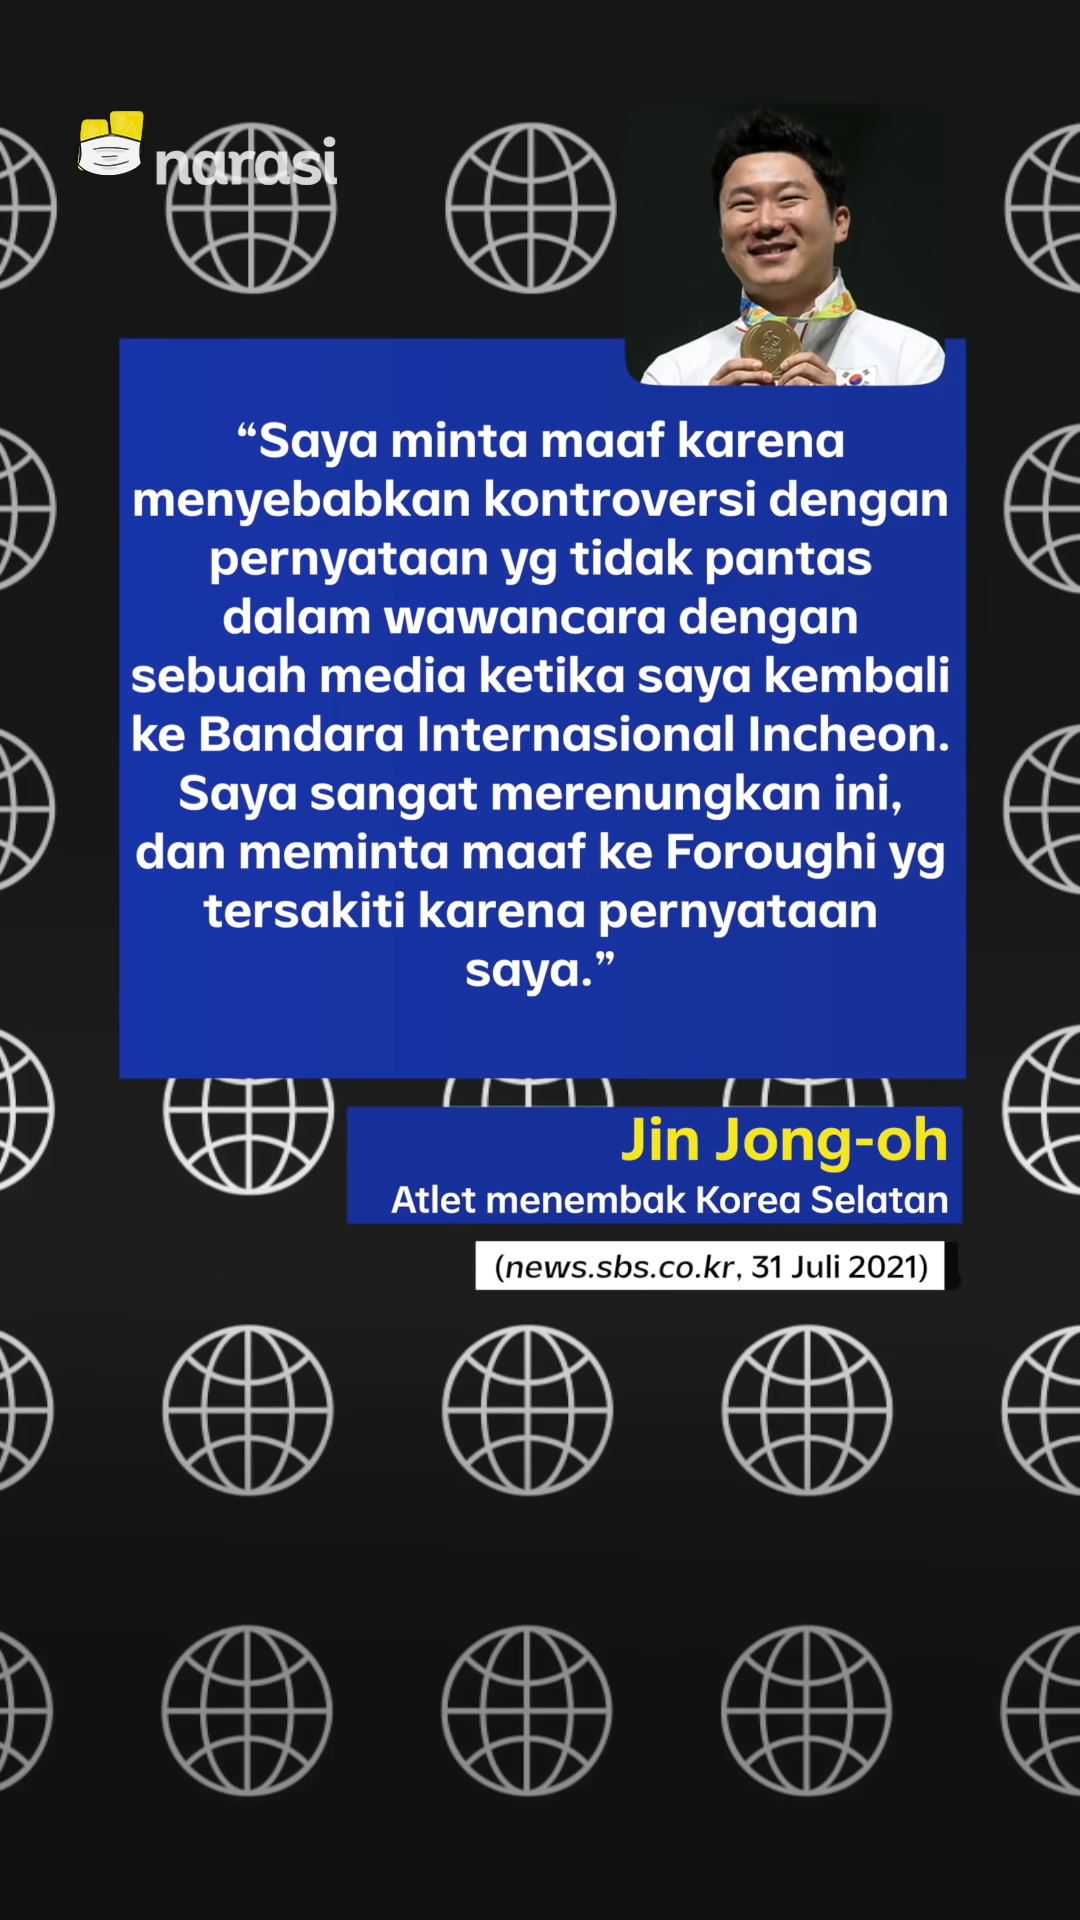 narasi
“Saya minta maaf karena
menyebabkan kontroversi dengan
pernyataan yg tidak pantas
dalam wawancara dengan
sebuah media ketika saya kembali
ke Bandara Internasional Incheon.
Saya sangat merenungkan ini,
dan meminta maaf ke Foroughi yg
tersakiti karena pernyataan
saya.”
Jin Jong-oh
Atlet menembak Korea Selatan
(news.sbs.co.kr, 31 Juli 2021)